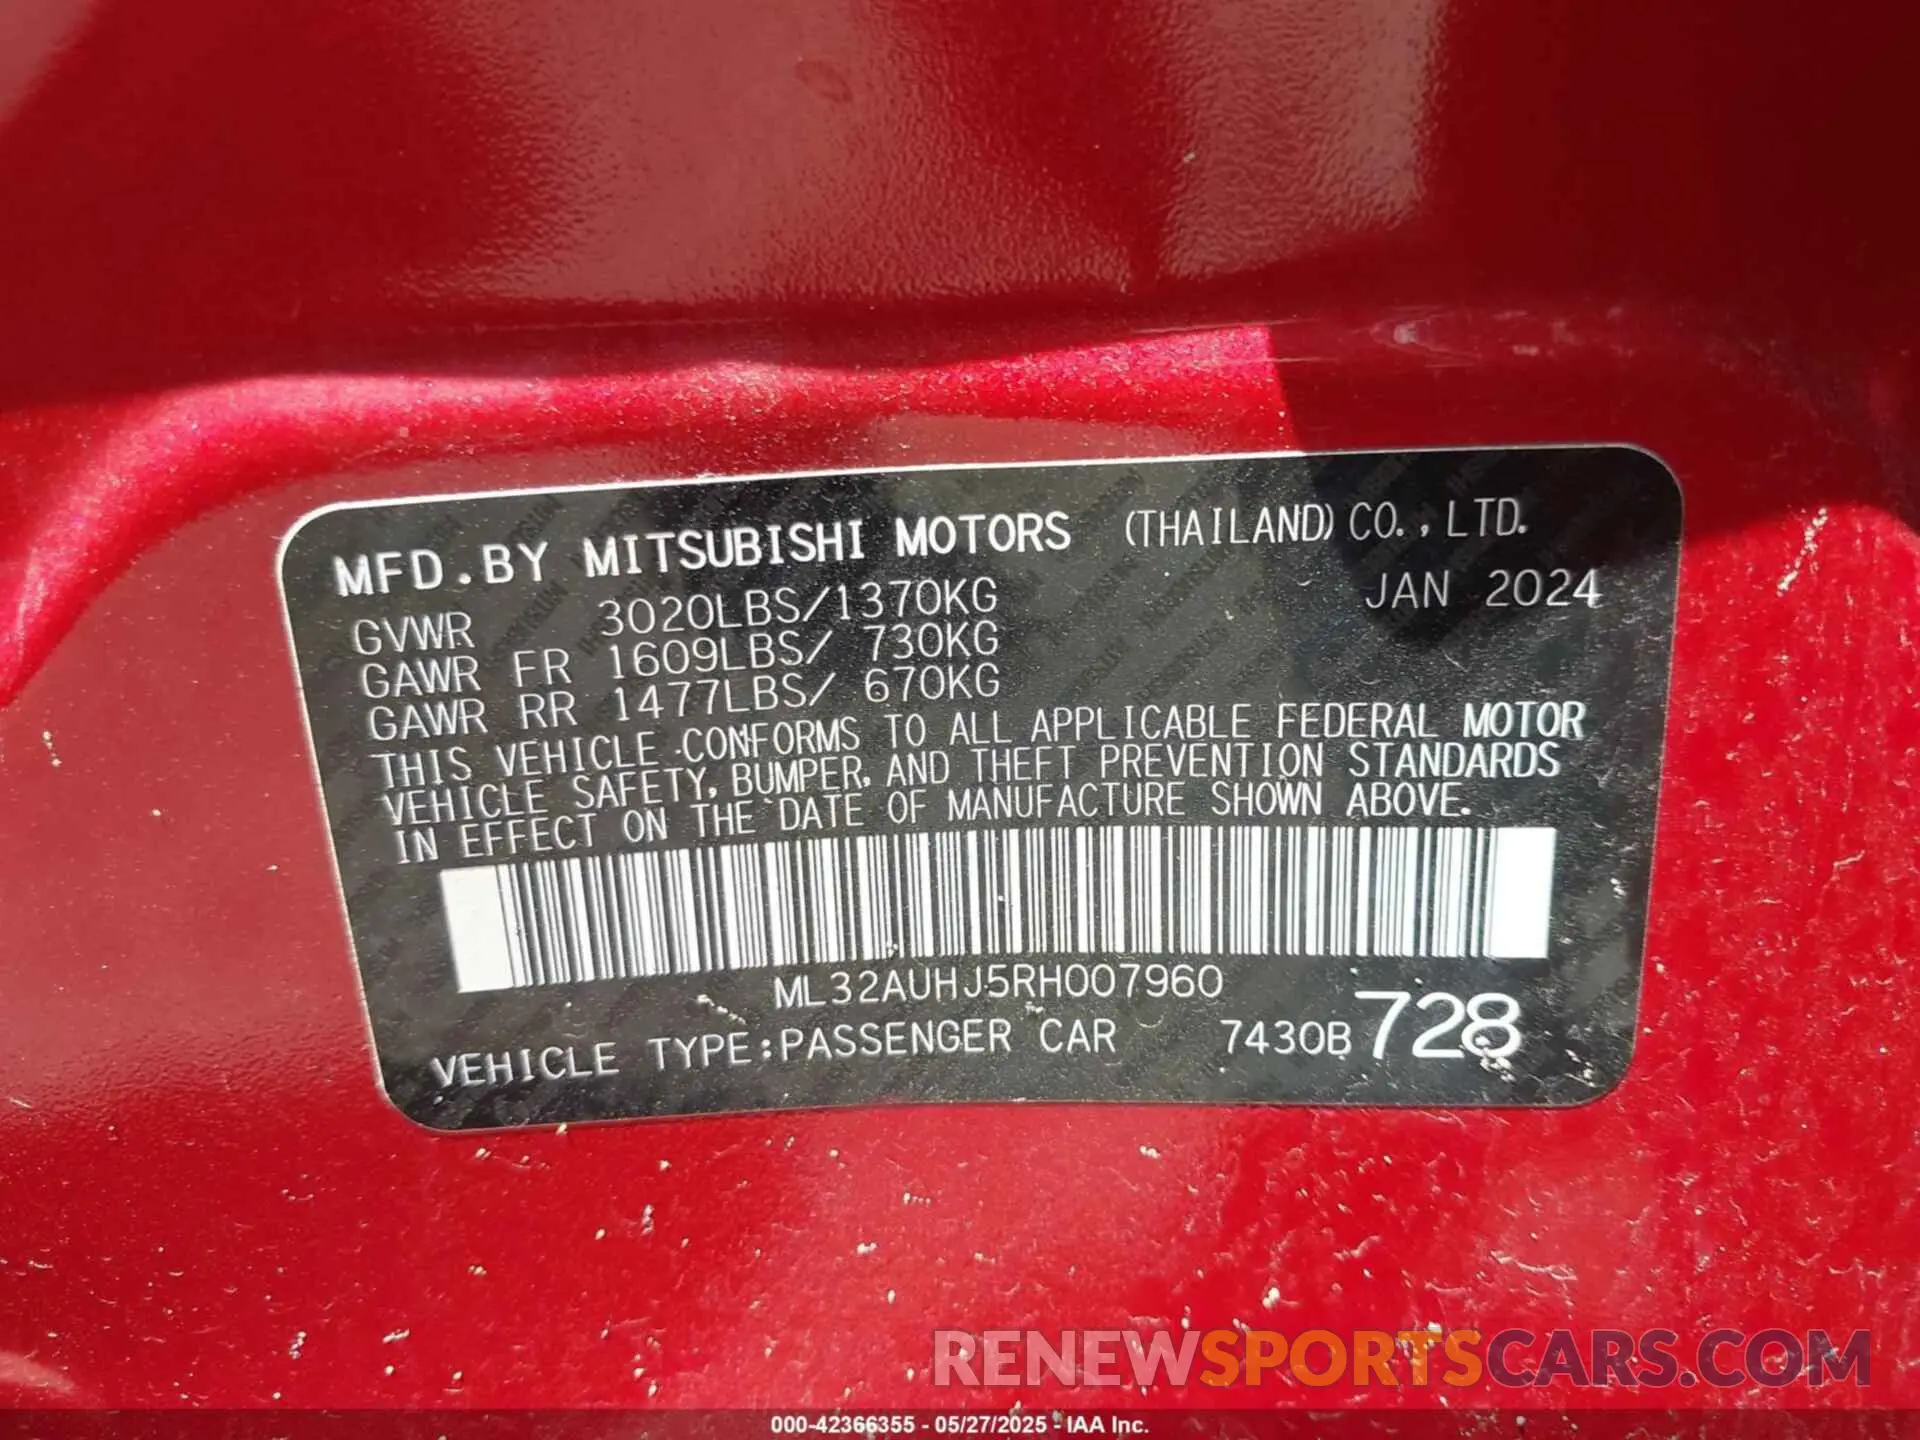 MFD.BY MITSUBISHI MOTORS (THAILAND) CO., LTD.
GVWR 3020LBS/1370KG JAN 2024
GAWR FR 1609LBS/ 730KG
GAWR RR 1477LBS/ 670KG
THIS VEHICLE CONFORMS TO ALL APPLICABLE FEDERAL MOTOR
VEHICLE SAFETY, BUMPER, AND THEFT PREVENTION STANDARDS
IN EFFECT ON THE DATE OF MANUFACTURE SHOWN ABOVE.
ML32AUHJ5RH007960
VEHICLE TYPE:PASSENGER CAR 7430B 728
RENEWSPORTSCARS.COM
000-42366355 - 05/27/2025 - IAA Inc.